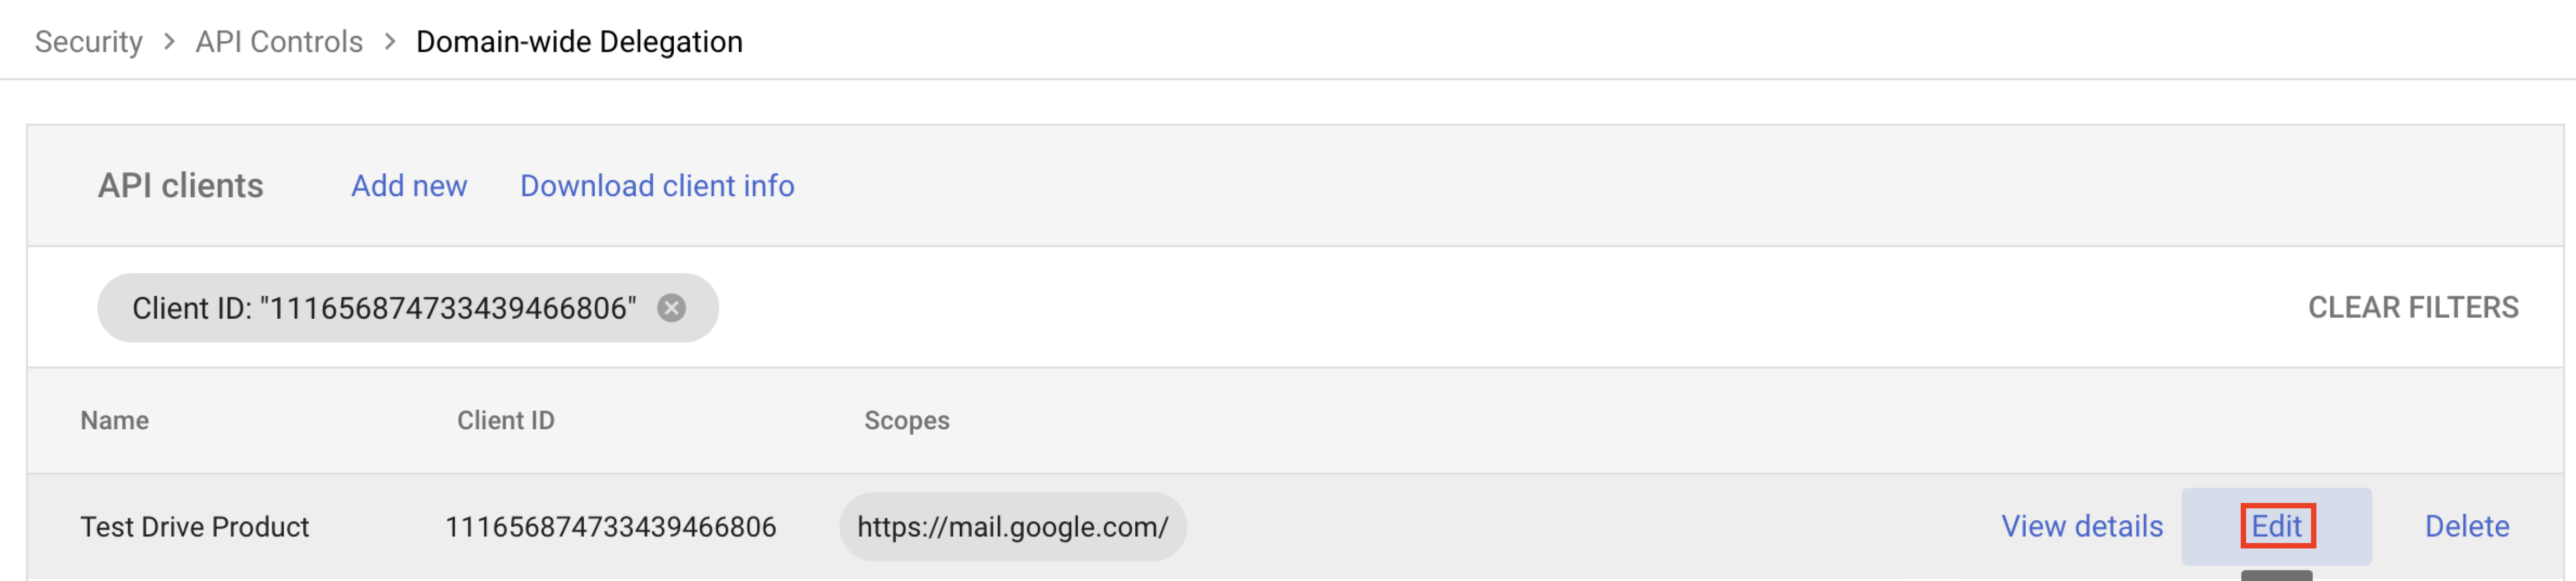 Security > API Controls > Domain-wide Delegation
API clients Add new Download client info
Client ID: "111656874733439466806" CLEAR FILTERS
Name Client ID Scopes
Test Drive Product 111656874733439466806 https://mail.google.com/ View details Edit Delete